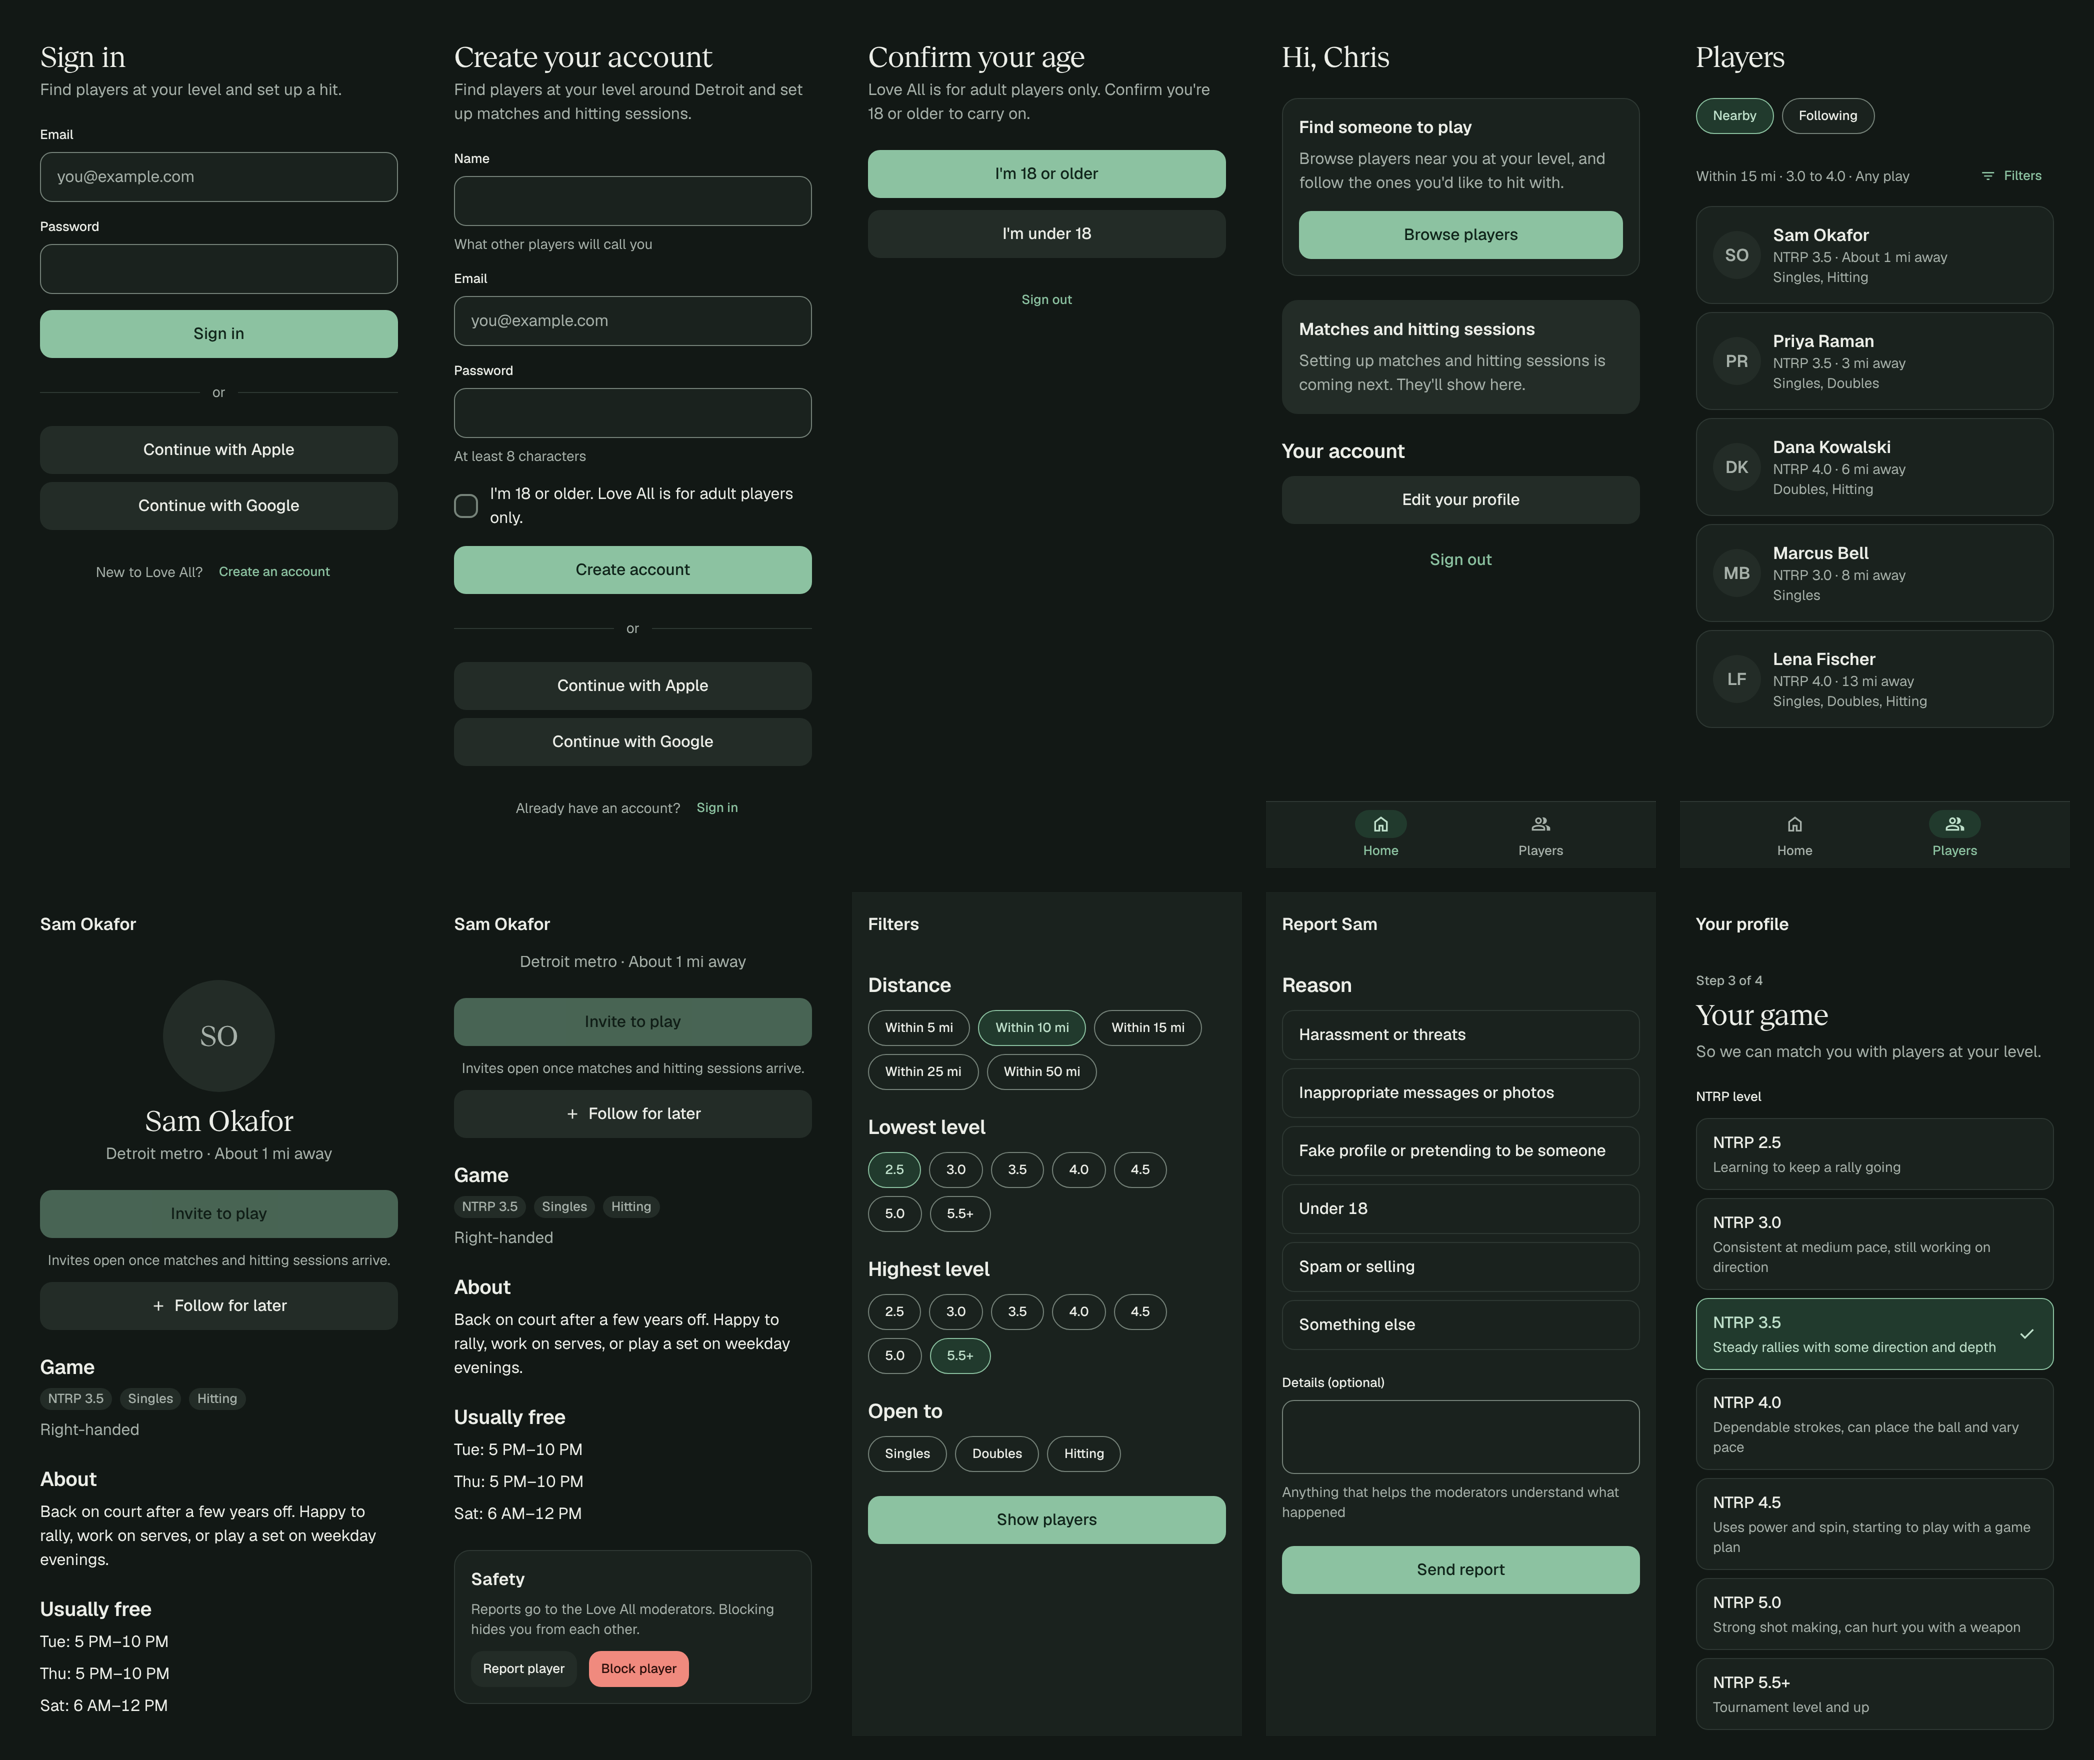 Sign in
Find players at your level and set up a hit.
Email
you@example.com
Password
Sign in
or
Continue with Apple
Continue with Google
New to Love All? Create an account
Create your account
Find players at your level around Detroit and set
up matches and hitting sessions.
Name
What other players will call you
Email
you@example.com
Password
At least 8 characters
I'm 18 or older. Love All is for adult players
only.
Create account
or
Continue with Apple
Continue with Google
Already have an account? Sign in
Confirm your age
Love All is for adult players only. Confirm you're
18 or older to carry on.
I'm 18 or older
I'm under 18
Sign out
Hi, Chris
Find someone to play
Browse players near you at your level, and
follow the ones you'd like to hit with.
Browse players
Matches and hitting sessions
Setting up matches and hitting sessions is
coming next. They'll show here.
Your account
Edit your profile
Sign out
Home Players
Players
Nearby Following
Within 15 mi · 3.0 to 4.0 · Any play Filters
SO
Sam Okafor
NTRP 3.5 · About 1 mi away
Singles, Hitting
PR
Priya Raman
NTRP 3.5 · 3 mi away
Singles, Doubles
DK
Dana Kowalski
NTRP 4.0 · 6 mi away
Doubles, Hitting
MB
Marcus Bell
NTRP 3.0 · 8 mi away
Singles
LF
Lena Fischer
NTRP 4.0 · 13 mi away
Singles, Doubles, Hitting
Home Players
Sam Okafor
SO
Sam Okafor
Detroit metro · About 1 mi away
Invite to play
Invites open once matches and hitting sessions arrive.
+ Follow for later
Game
NTRP 3.5 Singles Hitting
Right-handed
About
Back on court after a few years off. Happy to
rally, work on serves, or play a set on weekday
evenings.
Usually free
Tue: 5 PM–10 PM
Thu: 5 PM–10 PM
Sat: 6 AM–12 PM
Sam Okafor
Detroit metro · About 1 mi away
Invite to play
Invites open once matches and hitting sessions arrive.
+ Follow for later
Game
NTRP 3.5 Singles Hitting
Right-handed
About
Back on court after a few years off. Happy to
rally, work on serves, or play a set on weekday
evenings.
Usually free
Tue: 5 PM–10 PM
Thu: 5 PM–10 PM
Sat: 6 AM–12 PM
Safety
Reports go to the Love All moderators. Blocking
hides you from each other.
Report player Block player
Filters
Distance
Within 5 mi Within 10 mi Within 15 mi
Within 25 mi Within 50 mi
Lowest level
2.5 3.0 3.5 4.0 4.5
5.0 5.5+
Highest level
2.5 3.0 3.5 4.0 4.5
5.0 5.5+
Open to
Singles Doubles Hitting
Show players
Report Sam
Reason
Harassment or threats
Inappropriate messages or photos
Fake profile or pretending to be someone
Under 18
Spam or selling
Something else
Details (optional)
Anything that helps the moderators understand what
happened
Send report
Your profile
Step 3 of 4
Your game
So we can match you with players at your level.
NTRP level
NTRP 2.5
Learning to keep a rally going
NTRP 3.0
Consistent at medium pace, still working on
direction
NTRP 3.5
Steady rallies with some direction and depth
NTRP 4.0
Dependable strokes, can place the ball and vary
pace
NTRP 4.5
Uses power and spin, starting to play with a game
plan
NTRP 5.0
Strong shot making, can hurt you with a weapon
NTRP 5.5+
Tournament level and up